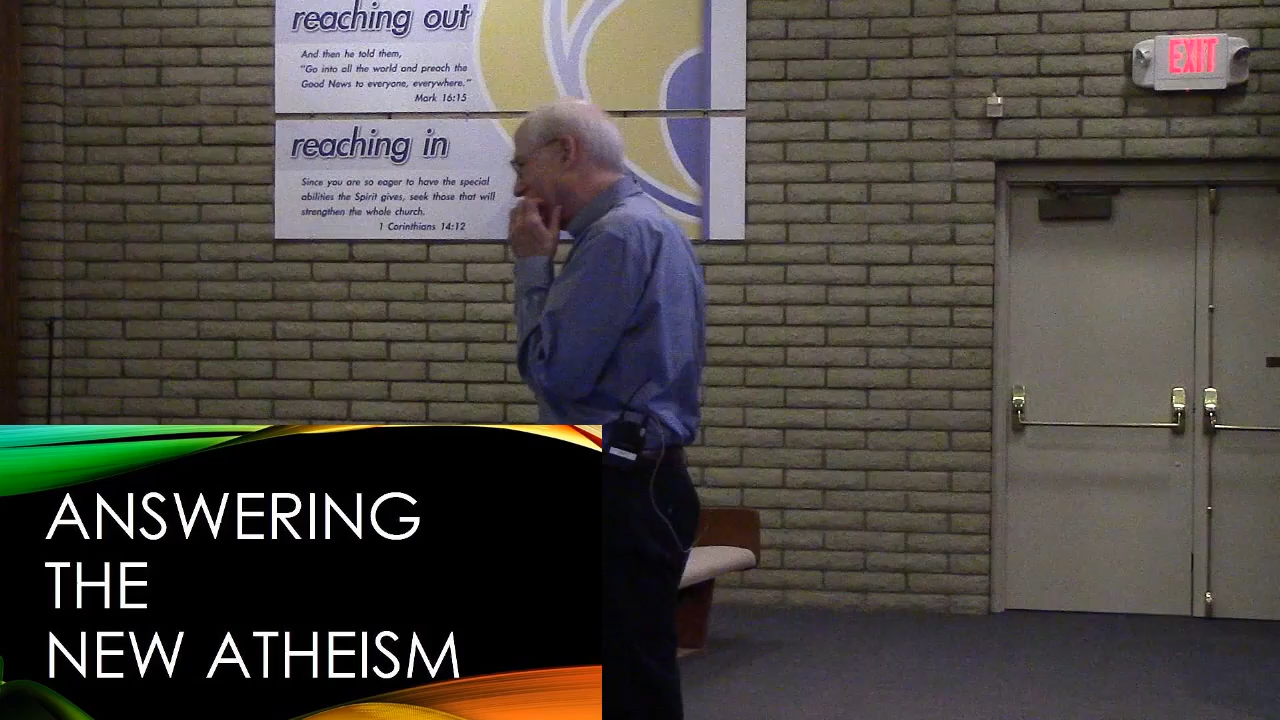 reaching out
And then he told them,
"Go into all the world and preach the
Good News to everyone, everywhere."
Mark 16:15
reaching in
Since you are so eager to have the special
abilities the Spirit gives, seek those that will
strengthen the whole church.
1 Corinthians 14:12
EXIT
ANSWERING
THE
NEW ATHEISM